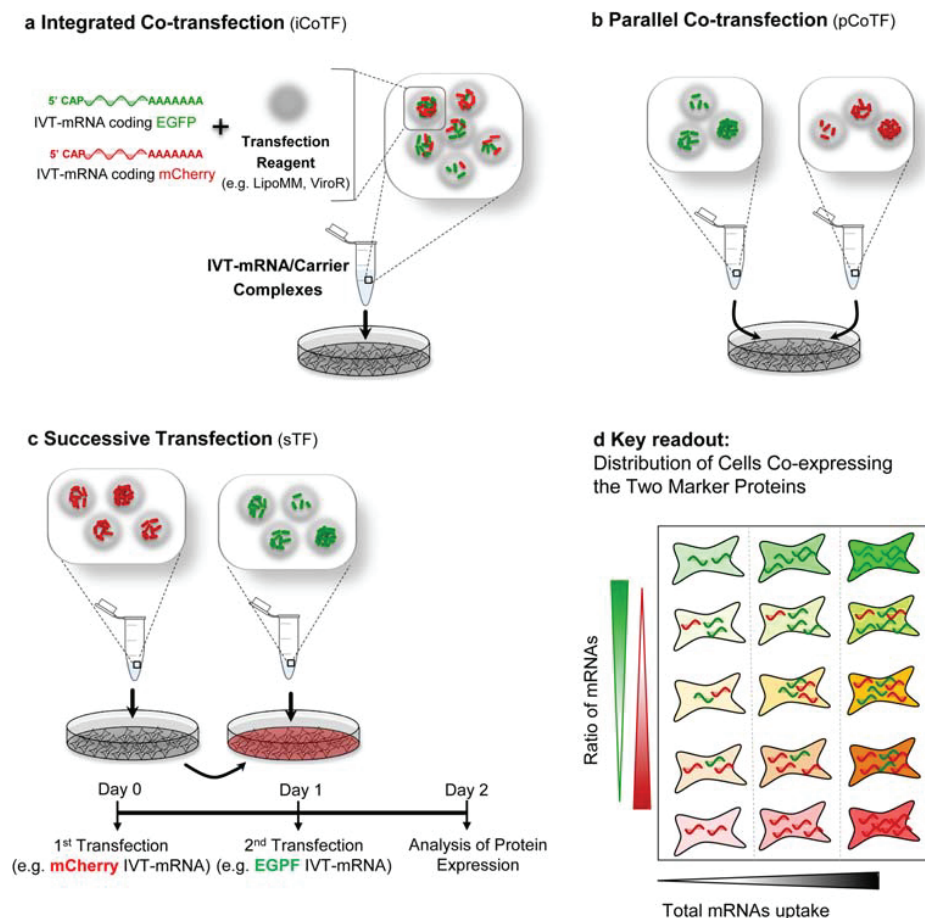 a Integrated Co-transfection (iCoTF)
5' CAP AAAAAAA
IVT-mRNA coding EGFP
+
5' CAP AAAAAAA
IVT-mRNA coding mCherry
Transfection
Reagent
(e.g. LipoMM, ViroR)
IVT-mRNA/Carrier
Complexes
b Parallel Co-transfection (pCoTF)
c Successive Transfection (sTF)
Day 0
Day 1
Day 2
1st Transfection
(e.g. mCherry IVT-mRNA)
2nd Transfection
(e.g. EGPF IVT-mRNA)
Analysis of Protein
Expression
d Key readout:
Distribution of Cells Co-expressing
the Two Marker Proteins
Ratio of mRNAs
Total mRNAs uptake